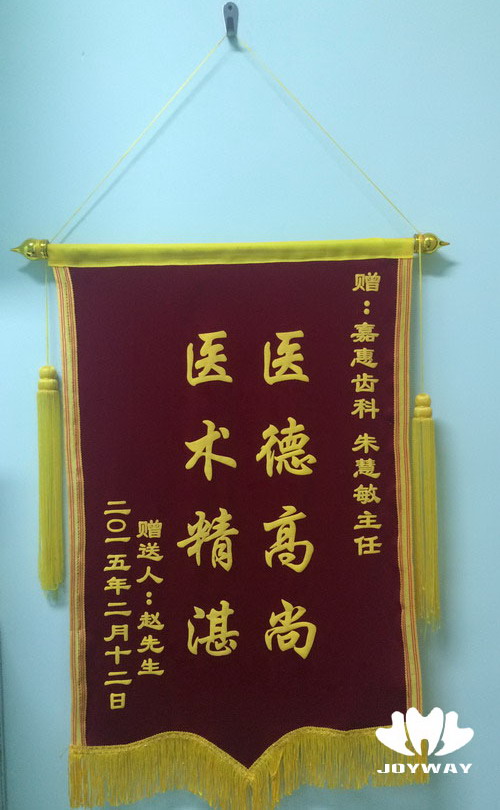 赠：嘉惠齿科 朱慧敏主任
医德高尚
医术精湛
赠送人：赵先生
二〇一五年二月十二日
JOYWAY